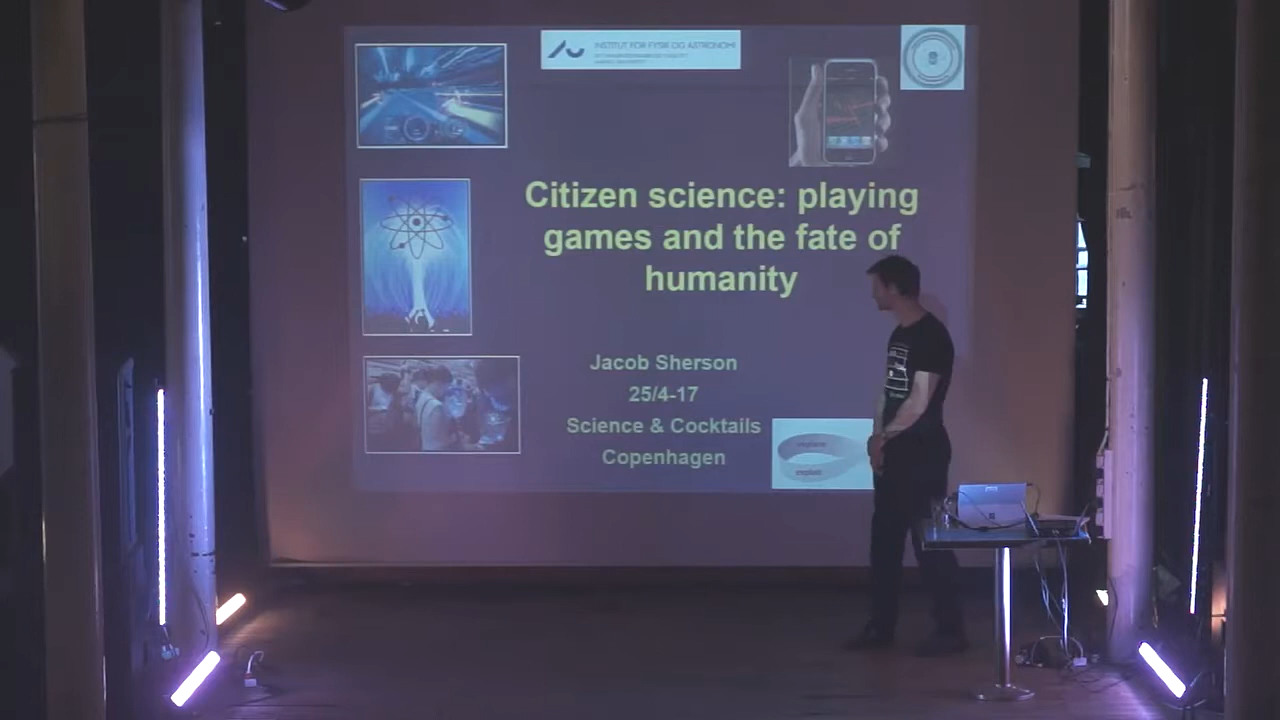 INSTITUT FOR FYSIK OG ASTRONOMI
Citizen science: playing
games and the fate of
humanity
Jacob Sherson
25/4-17
Science & Cocktails
Copenhagen